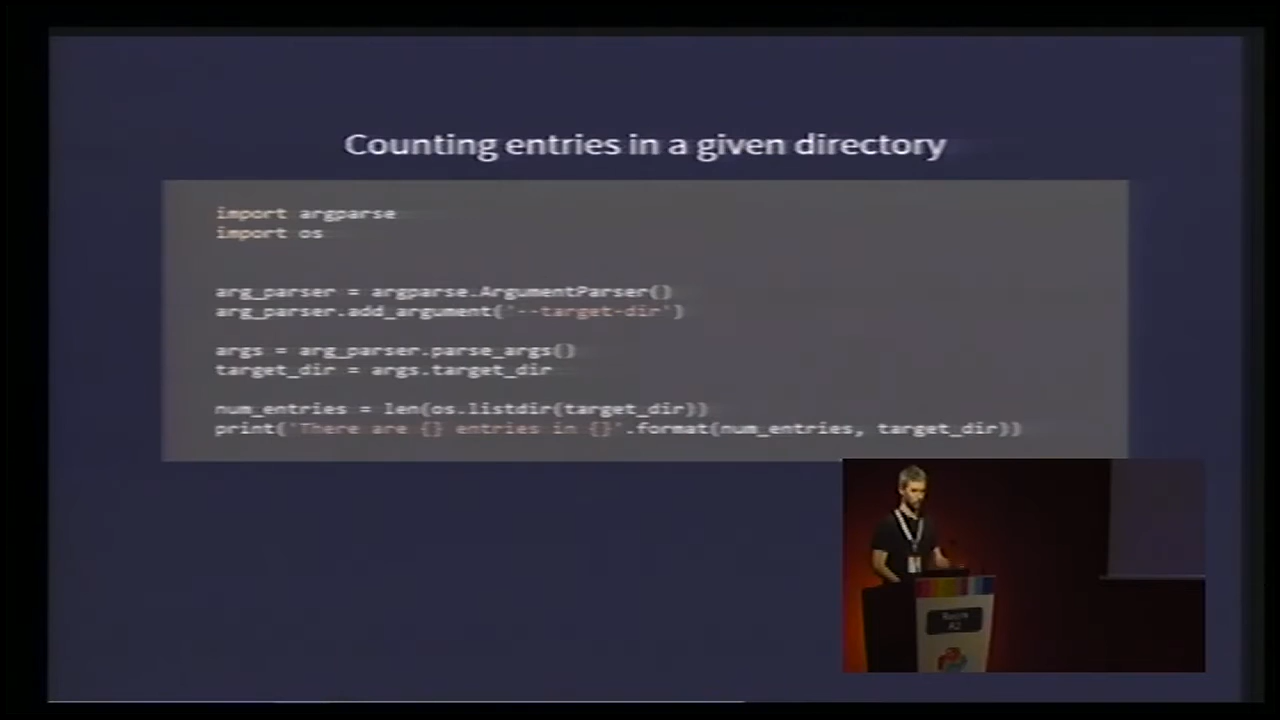 Counting entries in a given directory
import argparse
import os
arg_parser = argparse.ArgumentParser()
arg_parser.add_argument('--target-dir')
args = arg_parser.parse_args()
target_dir = args.target_dir
num_entries = len(os.listdir(target_dir))
print('There are {} entries in {}'.format(num_entries, target_dir))